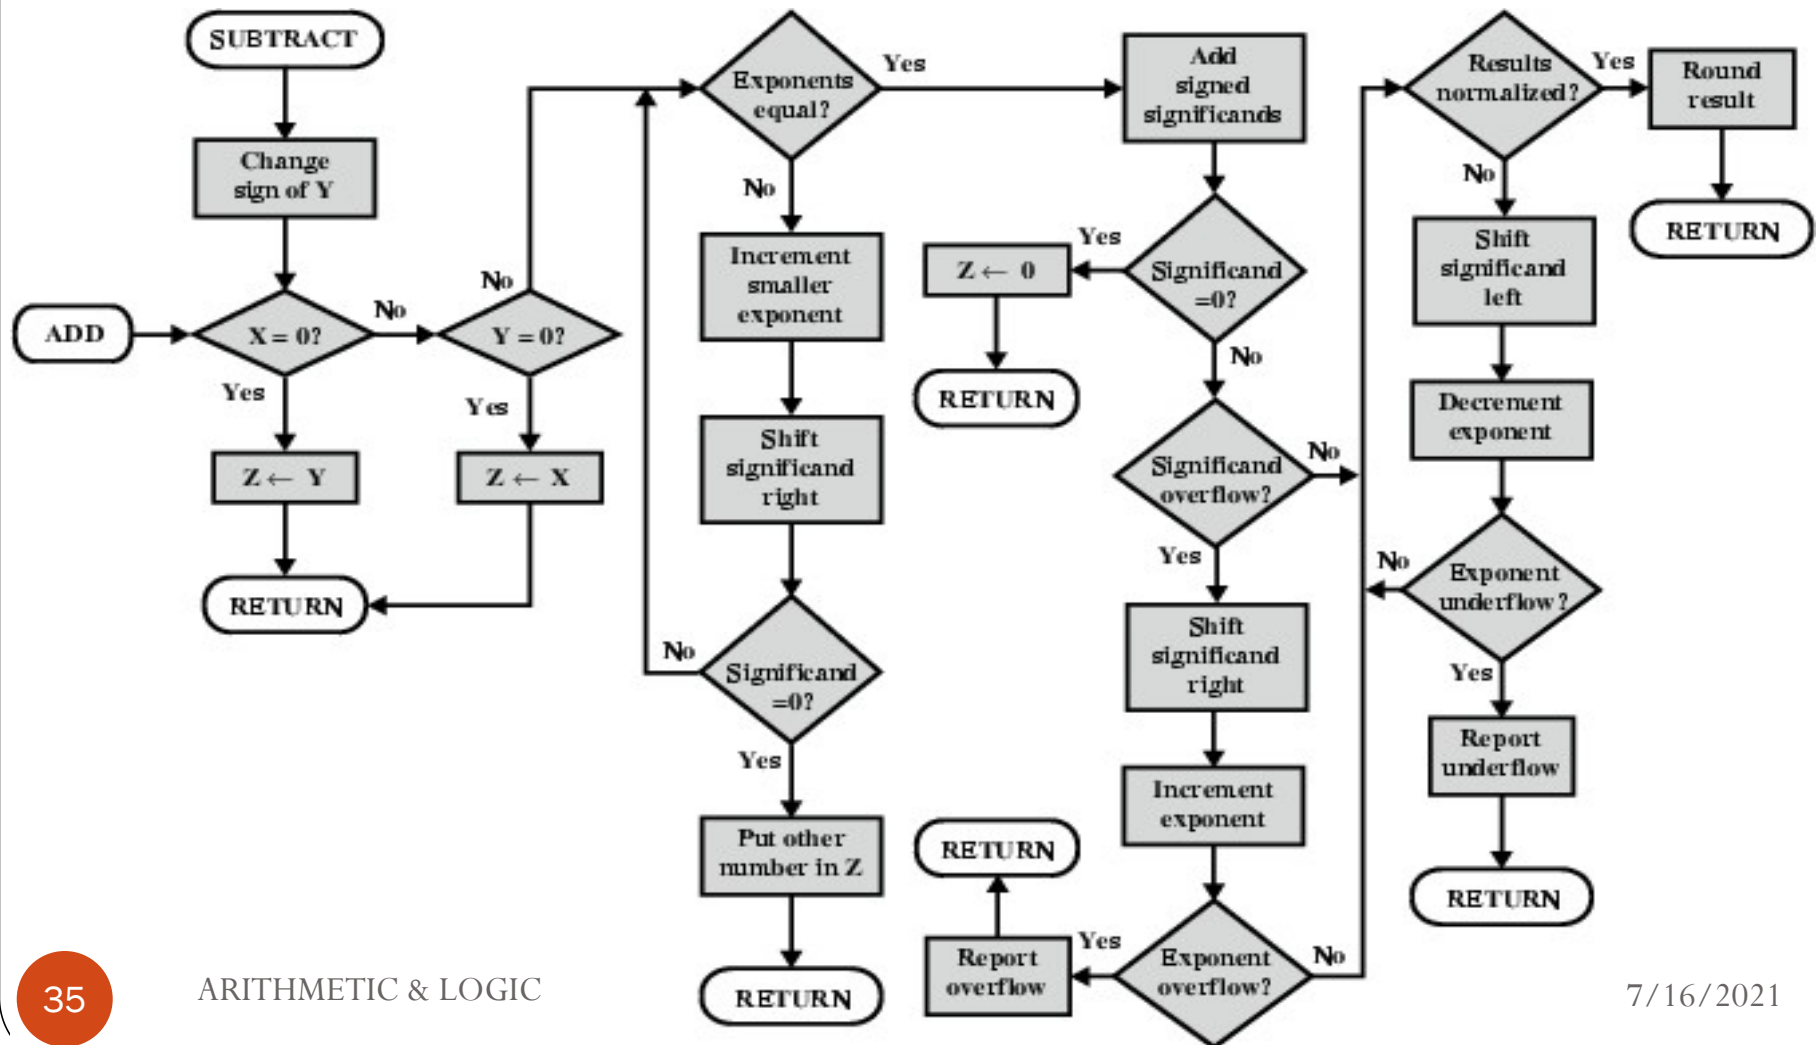 SUBTRACT
Change
sign of Y
ADD
X = 0?
No
Yes
Z ← Y
RETURN
Y = 0?
No
Yes
Z ← X
Exponents
equal?
Yes
No
Increment
smaller
exponent
Shift
significand
right
Significand
=0?
No
Yes
Put other
number in Z
RETURN
Add
signed
significands
Significand
=0?
Yes
Z ← 0
RETURN
No
Significand
overflow?
No
Yes
Shift
significand
right
Increment
exponent
Exponent
overflow?
Yes
Report
overflow
RETURN
No
Results
normalized?
Yes
Round
result
RETURN
No
Shift
significand
left
Decrement
exponent
Exponent
underflow?
No
Yes
Report
underflow
RETURN
35
ARITHMETIC & LOGIC
7/16/2021